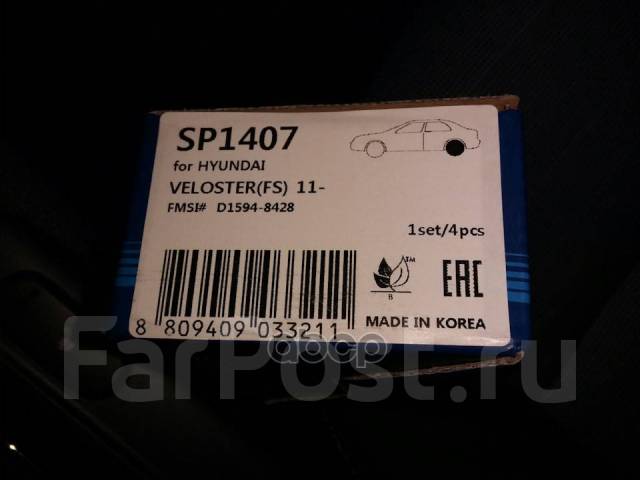 SP1407
for HYUNDAI
VELOSTER(FS) 11-
FMSI# D1594-8428
1set/4pcs
TM
B
EAC
8 809409 033211
MADE IN KOREA
FarPost.ru